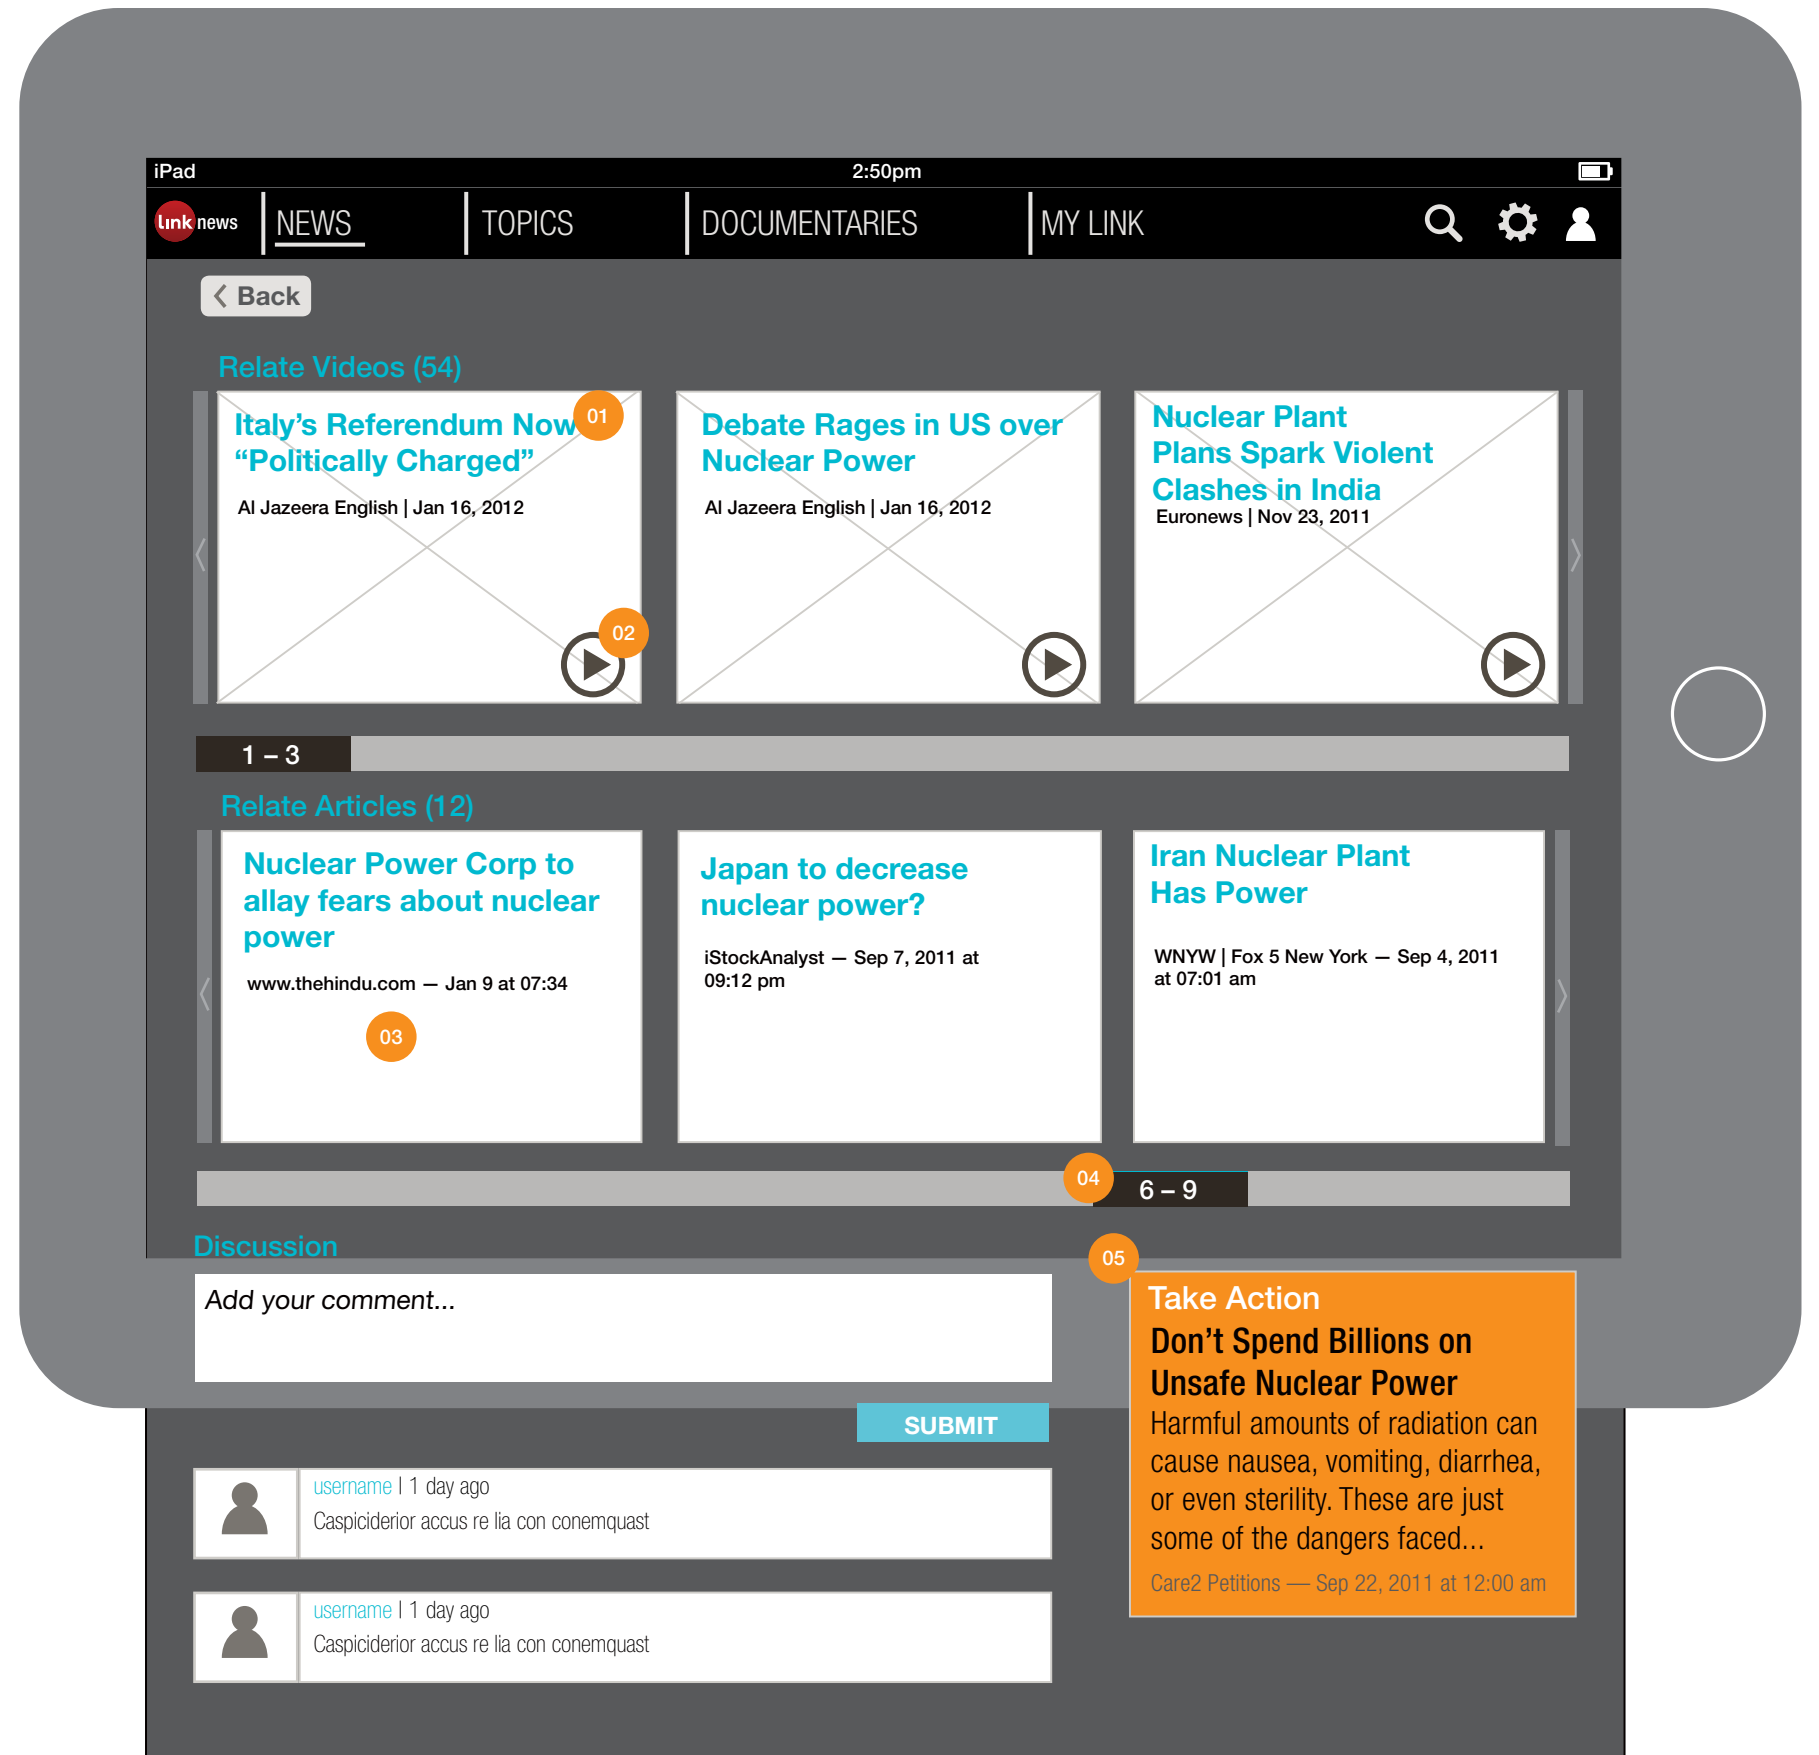 iPad
2:50pm
link news
NEWS
TOPICS
DOCUMENTARIES
MY LINK
Back
Relate Videos (54)
Italy’s Referendum Now
“Politically Charged”
Al Jazeera English | Jan 16, 2012
01
02
Debate Rages in US over
Nuclear Power
Al Jazeera English | Jan 16, 2012
Nuclear Plant
Plans Spark Violent
Clashes in India
Euronews | Nov 23, 2011
1 – 3
Relate Articles (12)
Nuclear Power Corp to
allay fears about nuclear
power
www.thehindu.com — Jan 9 at 07:34
03
Japan to decrease
nuclear power?
iStockAnalyst — Sep 7, 2011 at
09:12 pm
Iran Nuclear Plant
Has Power
WNYW | Fox 5 New York — Sep 4, 2011
at 07:01 am
04
6 – 9
Discussion
Add your comment...
SUBMIT
username | 1 day ago
Caspiciderior accus re lia con conemquast
username | 1 day ago
Caspiciderior accus re lia con conemquast
05
Take Action
Don’t Spend Billions on
Unsafe Nuclear Power
Harmful amounts of radiation can
cause nausea, vomiting, diarrhea,
or even sterility. These are just
some of the dangers faced...
Care2 Petitions — Sep 22, 2011 at 12:00 am